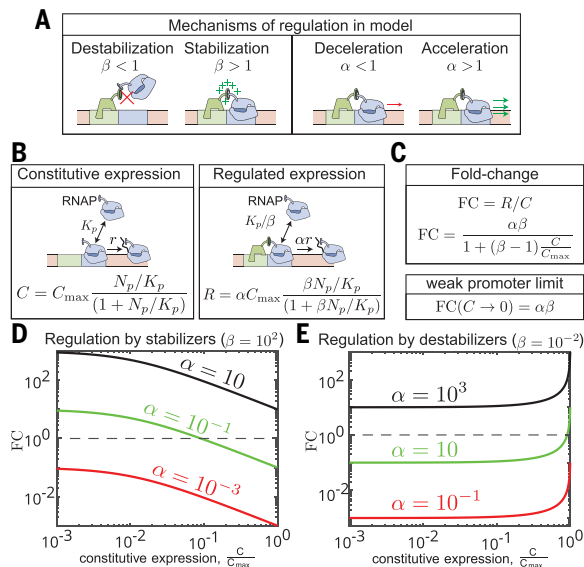 A
Mechanisms of regulation in model
Destabilization
β < 1
Stabilization
β > 1
Deceleration
α < 1
Acceleration
α > 1
B
Constitutive expression
RNAP
K_p
r
C = C_max (N_p/K_p) / (1 + N_p/K_p)
Regulated expression
RNAP
K_p/β
αr
R = αC_max (βN_p/K_p) / (1 + βN_p/K_p)
C
Fold-change
FC = R/C
FC = αβ / (1 + (β − 1) C/C_max)
weak promoter limit
FC(C → 0) = αβ
D
Regulation by stabilizers (β = 10^2)
FC
10^2
10^0
10^-2
α = 10
α = 10^-1
α = 10^-3
10^-3 10^-2 10^-1 10^0
constitutive expression, C/C_max
E
Regulation by destabilizers (β = 10^-2)
10^2
10^0
10^-2
α = 10^3
α = 10
α = 10^-1
10^-3 10^-2 10^-1 10^0
constitutive expression, C/C_max